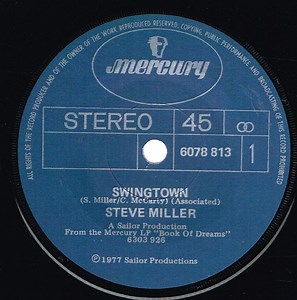 ALL RIGHTS OF THE RECORD PRODUCER AND OF THE OWNER OF THE WORK REPRODUCED RESERVED. COPYING, PUBLIC PERFORMANCE AND BROADCASTING OF THIS RECORD PROHIBITED
mercury
STEREO 45
6078 813 1
SWINGTOWN
(S. Miller/C. McCarty) (Associated)
STEVE MILLER
A Sailor Production
From the Mercury LP "Book Of Dreams"
6303 926
℗ 1977 Sailor Productions